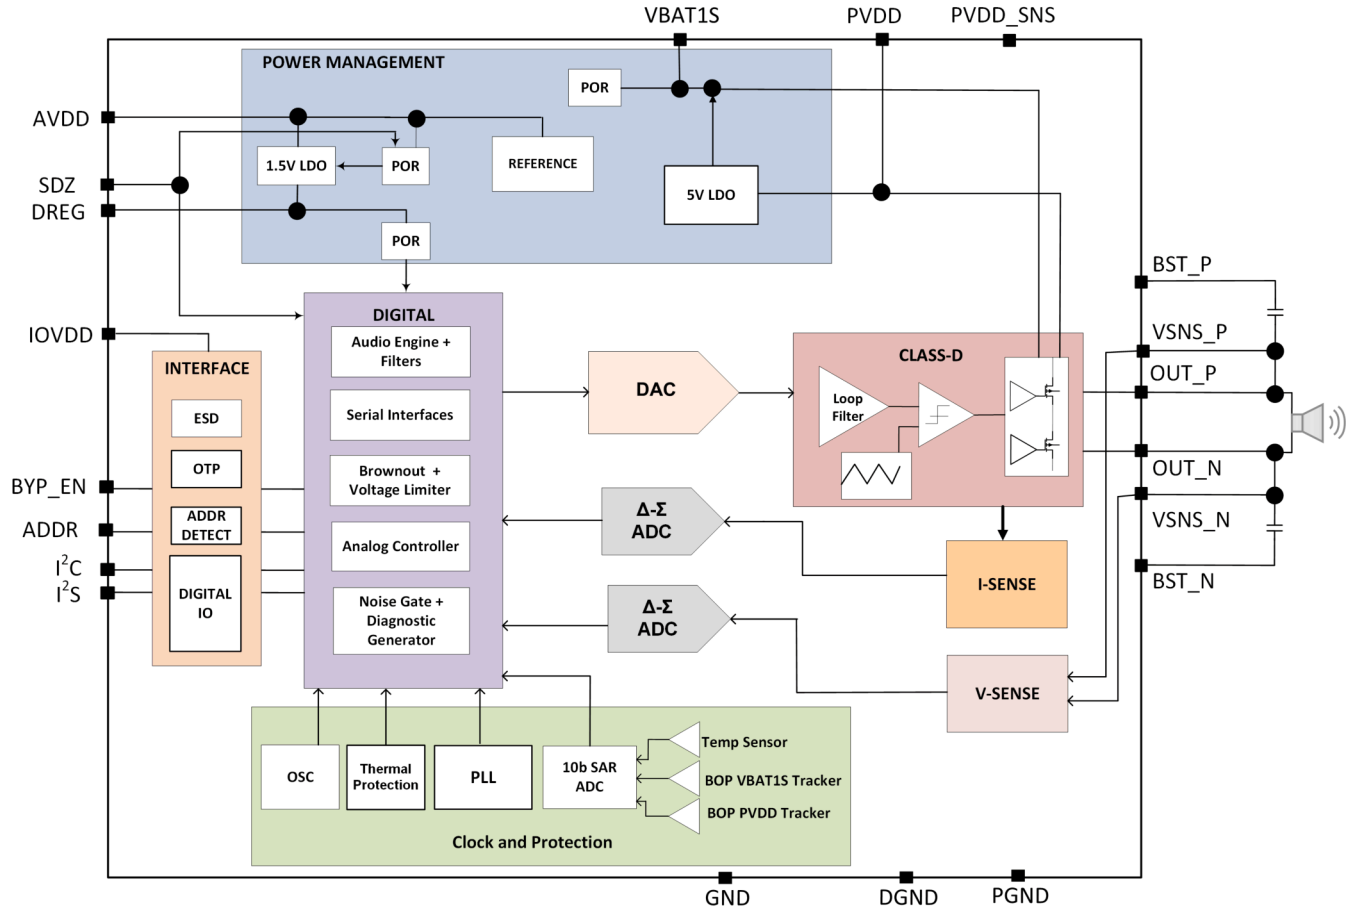 VBAT1S
PVDD
PVDD_SNS
POWER MANAGEMENT
POR
AVDD
1.5V LDO
POR
REFERENCE
SDZ
5V LDO
DREG
POR
BST_P
DIGITAL
IOVDD
VSNS_P
Audio Engine +
Filters
INTERFACE
CLASS-D
OUT_P
DAC
Loop
Filter
ESD
Serial Interfaces
OTP
Brownout +
Voltage Limiter
OUT_N
BYP_EN
ADDR
DETECT
Δ-Σ
ADC
VSNS_N
ADDR
Analog Controller
I²C
I²S
DIGITAL
IO
I-SENSE
BST_N
Noise Gate +
Diagnostic
Generator
Δ-Σ
ADC
V-SENSE
OSC
Thermal
Protection
PLL
10b SAR
ADC
Temp Sensor
BOP VBAT1S Tracker
BOP PVDD Tracker
Clock and Protection
GND
DGND
PGND